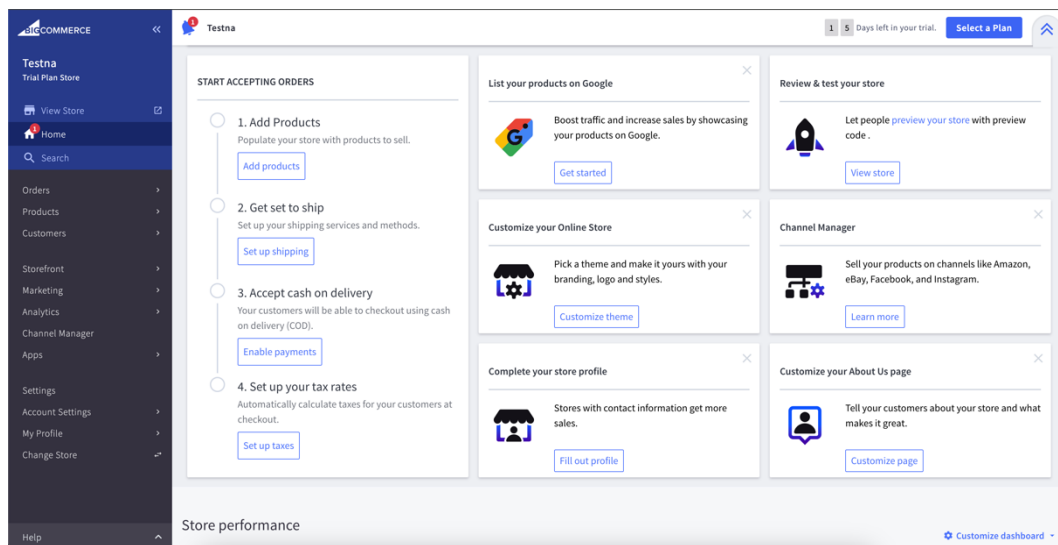 BIGCOMMERCE
Testna
Trial Plan Store
View Store
1
Home
Search
Orders
Products
Customers
Storefront
Marketing
Analytics
Channel Manager
Apps
Settings
Account Settings
My Profile
Change Store
Help
1
Testna
1 5 Days left in your trial.
Select a Plan
START ACCEPTING ORDERS
1. Add Products
Populate your store with products to sell.
Add products
2. Get set to ship
Set up your shipping services and methods.
Set up shipping
3. Accept cash on delivery
Your customers will be able to checkout using cash
on delivery (COD).
Enable payments
4. Set up your tax rates
Automatically calculate taxes for your customers at
checkout.
Set up taxes
List your products on Google
G
Boost traffic and increase sales by showcasing
your products on Google.
Get started
Review & test your store
Let people preview your store with preview
code .
View store
Customize your Online Store
Pick a theme and make it yours with your
branding, logo and styles.
Customize theme
Channel Manager
Sell your products on channels like Amazon,
eBay, Facebook, and Instagram.
Learn more
Complete your store profile
Stores with contact information get more
sales.
Fill out profile
Customize your About Us page
Tell your customers about your store and what
makes it great.
Customize page
Store performance
Customize dashboard